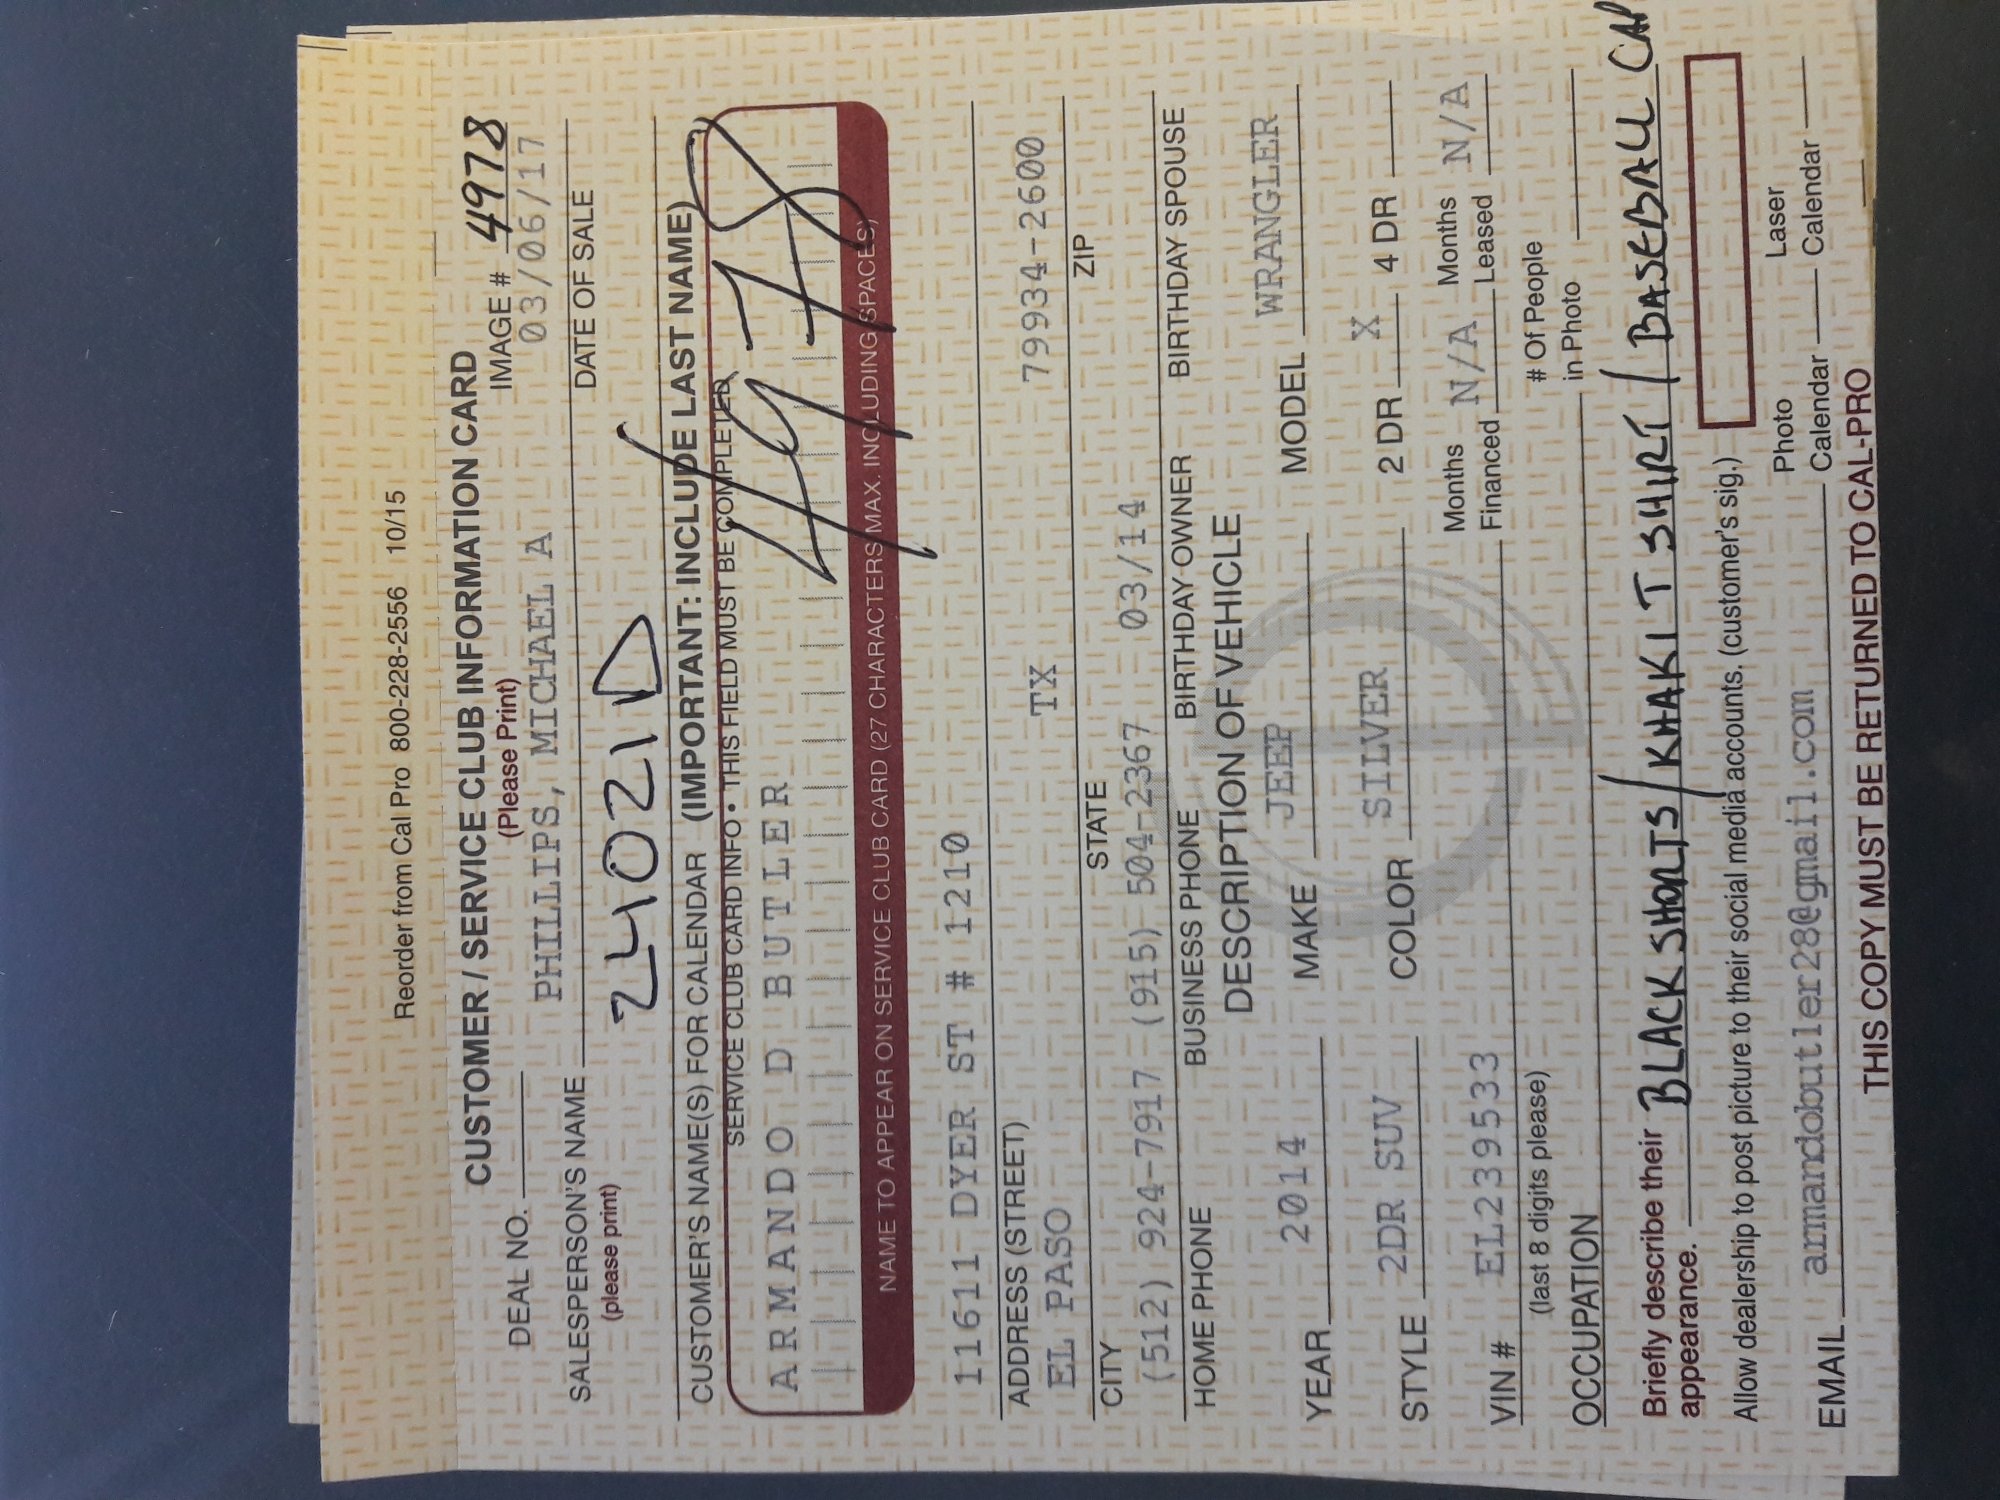 Reorder from Cal Pro 800-228-2556 10/15
CUSTOMER / SERVICE CLUB INFORMATION CARD
(Please Print)
DEAL NO. IMAGE # 4978
PHILLIPS, MICHAEL A 03/06/17
SALESPERSON'S NAME DATE OF SALE
(please print)
24021D
CUSTOMER'S NAME(S) FOR CALENDAR (IMPORTANT: INCLUDE LAST NAME)
SERVICE CLUB CARD INFO • THIS FIELD MUST BE COMPLETED
ARMANDO D BUTLER
4978
NAME TO APPEAR ON SERVICE CLUB CARD (27 CHARACTERS MAX. INCLUDING SPACES)
11611 DYER ST # 1210
ADDRESS (STREET)
EL PASO TX 79934-2600
CITY STATE ZIP
(512) 924-7917 (915) 504-2367 03/14
HOME PHONE BUSINESS PHONE BIRTHDAY OWNER BIRTHDAY SPOUSE
DESCRIPTION OF VEHICLE
YEAR 2014 MAKE JEEP MODEL WRANGLER
STYLE 2DR SUV COLOR SILVER 2 DR X 4 DR
VIN # EL239533 Months Financed N/A Months Leased N/A
(last 8 digits please)
OCCUPATION # Of People in Photo
Briefly describe their appearance. BLACK SHORTS / KHAKI T SHIRT / BASEBALL CAP
Allow dealership to post picture to their social media accounts. (customer's sig.)
EMAIL armandobutler28@gmail.com Photo Calendar Laser Calendar
THIS COPY MUST BE RETURNED TO CAL-PRO